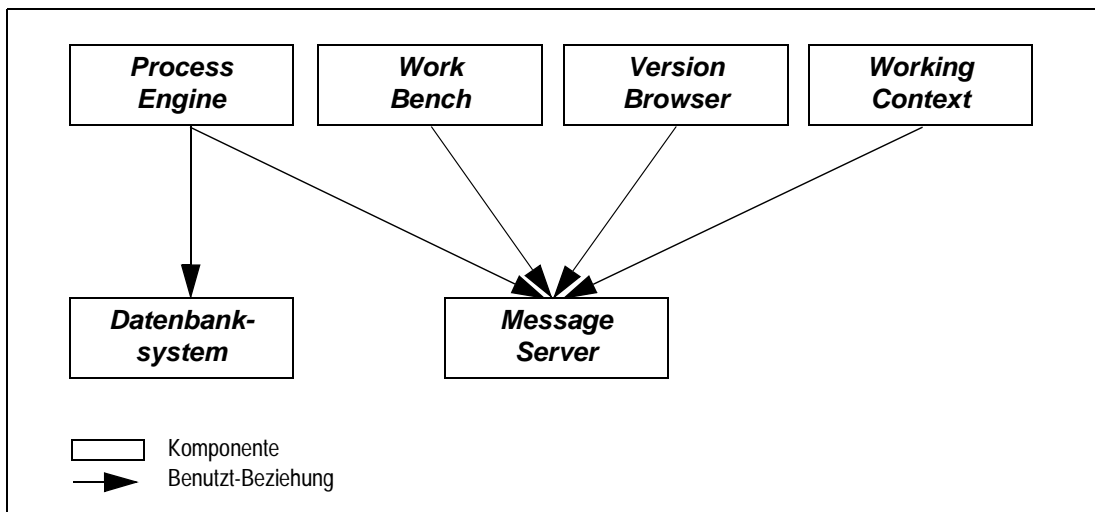 Process
Engine
Work
Bench
Version
Browser
Working
Context
Datenbank-
system
Message
Server
Komponente
Benutzt-Beziehung